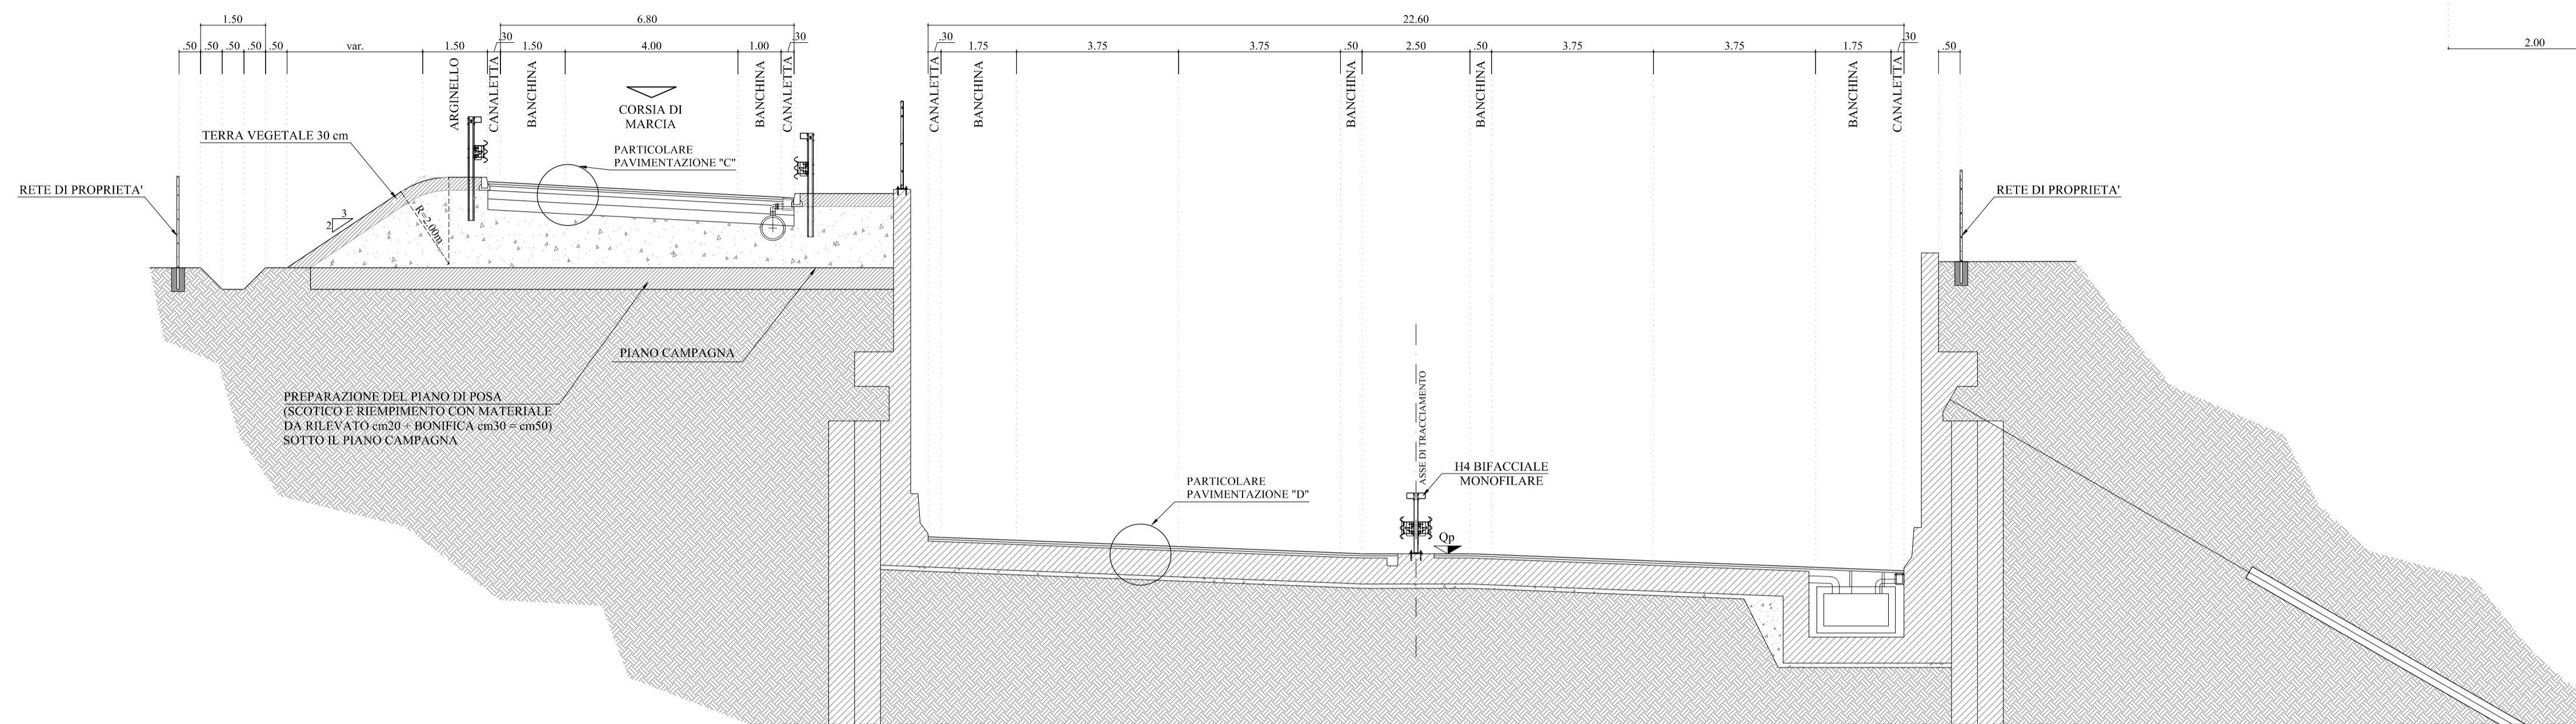 1.50
6.80
22.60
.30
.30
.30
.30
.50
.50
.50
.50
.50
var.
1.50
1.50
4.00
1.00
1.75
3.75
3.75
.50
2.50
.50
3.75
3.75
1.75
.50
2.00
ARGINELLO
CANALETTA
BANCHINA
CORSIA DI
MARCIA
BANCHINA
CANALETTA
CANALETTA
BANCHINA
BANCHINA
BANCHINA
BANCHINA
CANALETTA
TERRA VEGETALE 30 cm
PARTICOLARE
PAVIMENTAZIONE "C"
RETE DI PROPRIETA'
RETE DI PROPRIETA'
3
2
R=2.00m
PIANO CAMPAGNA
PREPARAZIONE DEL PIANO DI POSA
(SCOTICO E RIEMPIMENTO CON MATERIALE
DA RILEVATO cm20 + BONIFICA cm30 = cm50)
SOTTO IL PIANO CAMPAGNA
ASSE DI TRACCIAMENTO
H4 BIFACCIALE
MONOFILARE
PARTICOLARE
PAVIMENTAZIONE "D"
Qp